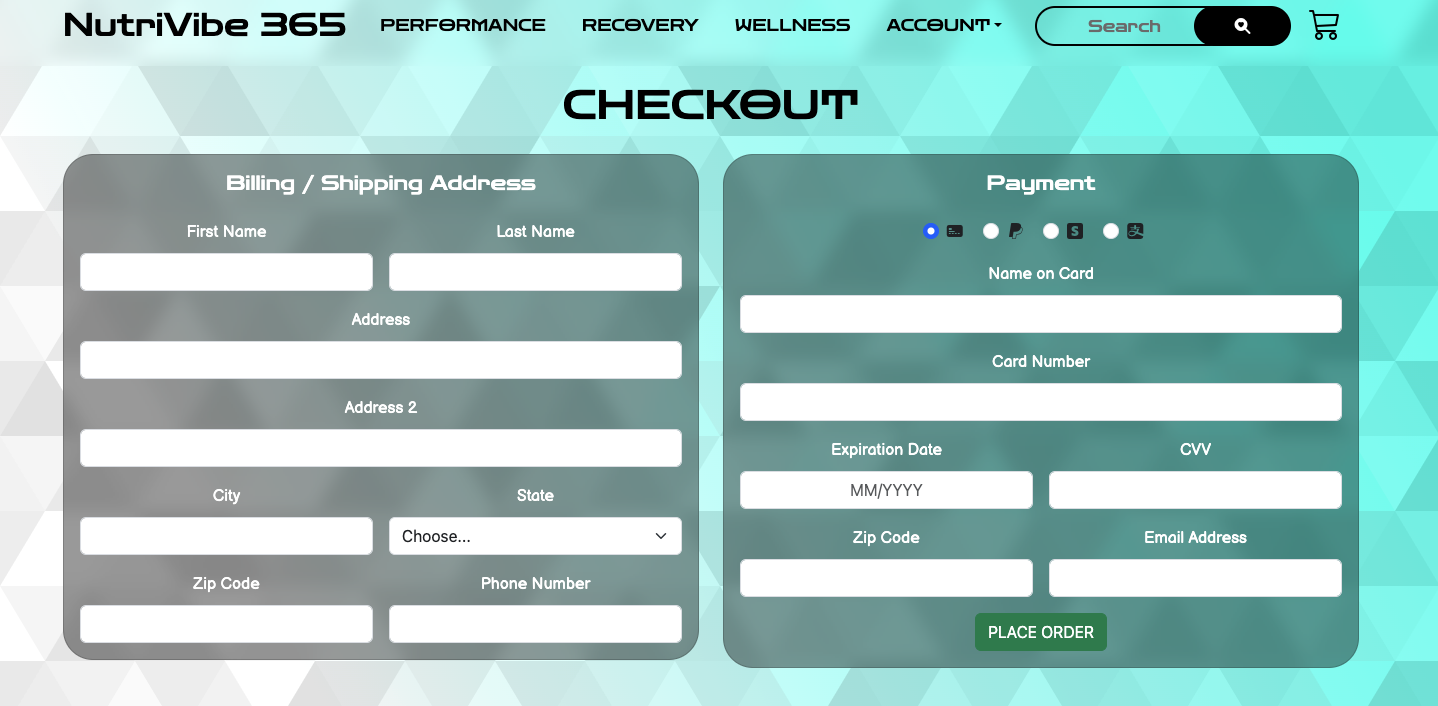 NutriVibe 365 PERFORMANCE RECOVERY WELLNESS ACCOUNT Search
CHECKOUT
Billing / Shipping Address
First Name Last Name
Address
Address 2
City State
Choose...
Zip Code Phone Number
Payment
S 支
Name on Card
Card Number
Expiration Date CVV
MM/YYYY
Zip Code Email Address
PLACE ORDER